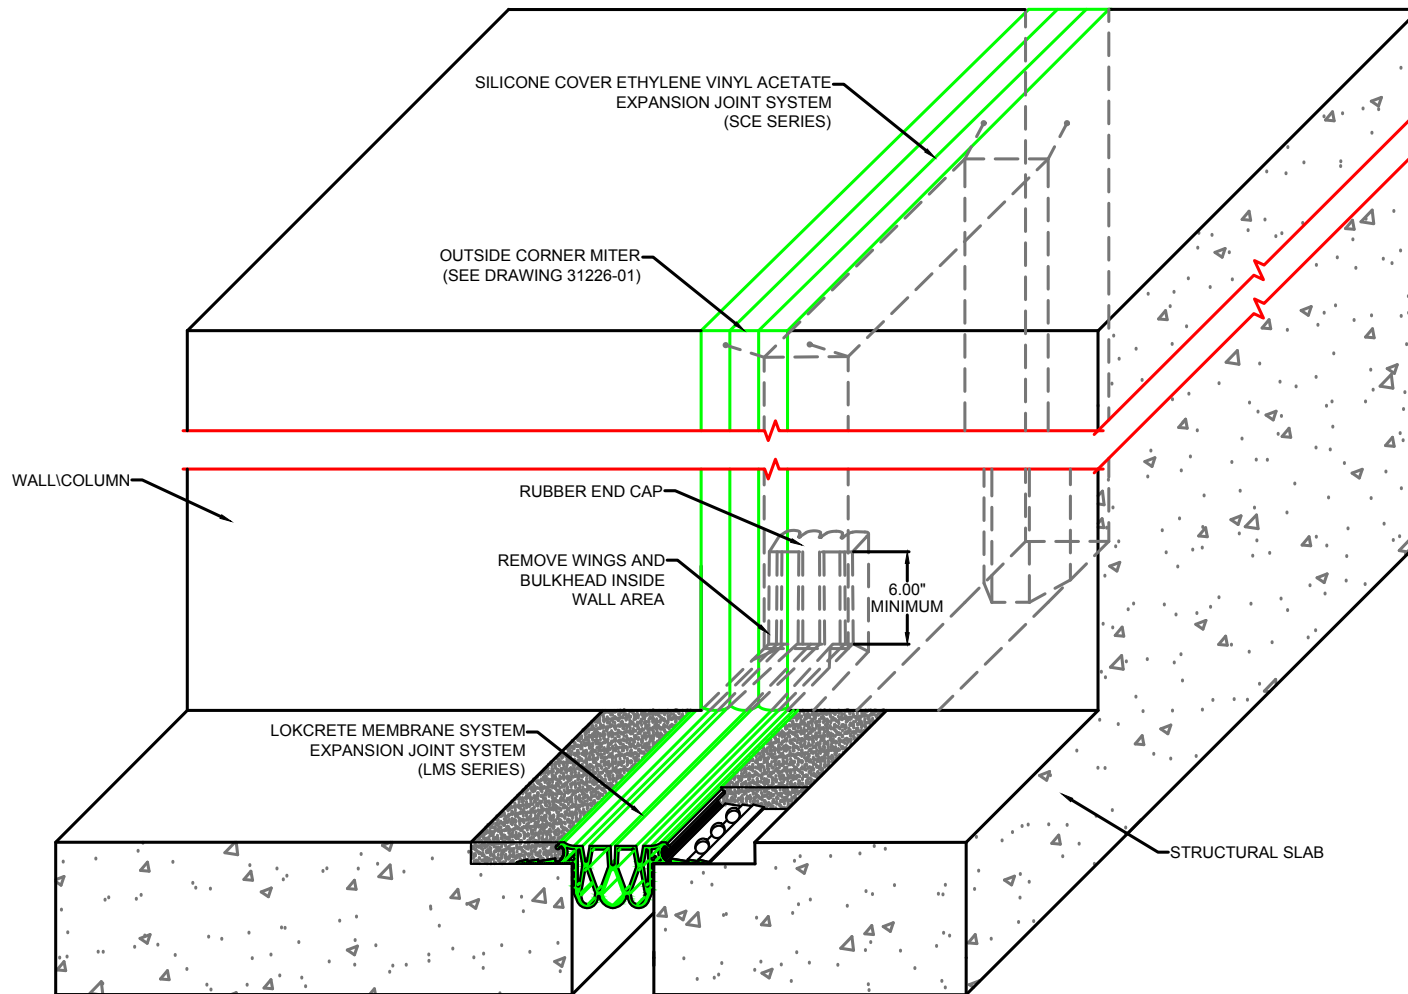 SILICONE COVER ETHYLENE VINYL ACETATE
EXPANSION JOINT SYSTEM
(SCE SERIES)
OUTSIDE CORNER MITER
(SEE DRAWING 31226-01)
WALL\COLUMN
RUBBER END CAP
REMOVE WINGS AND
BULKHEAD INSIDE
WALL AREA
6.00"
MINIMUM
LOKCRETE MEMBRANE SYSTEM
EXPANSION JOINT SYSTEM
(LMS SERIES)
STRUCTURAL SLAB